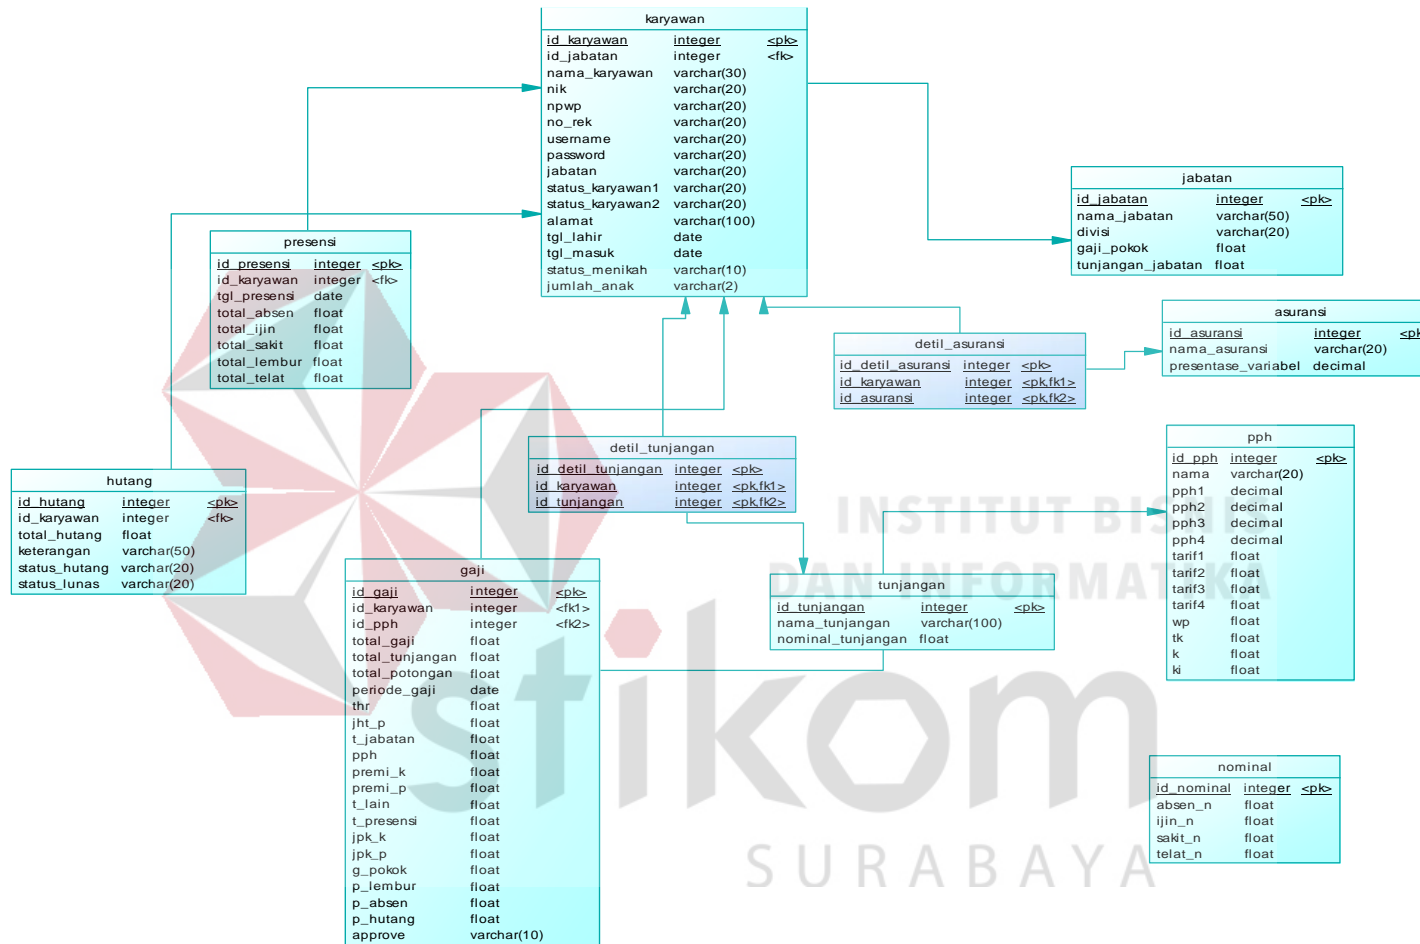 karyawan
id_karyawan integer <pk>
id_jabatan integer <fk>
nama_karyawan varchar(30)
nik varchar(20)
npwp varchar(20)
no_rek varchar(20)
username varchar(20)
password varchar(20)
jabatan varchar(20)
status_karyawan1 varchar(20)
status_karyawan2 varchar(20)
alamat varchar(100)
tgl_lahir date
tgl_masuk date
status_menikah varchar(10)
jumlah_anak varchar(2)
jabatan
id_jabatan integer <pk>
nama_jabatan varchar(50)
divisi varchar(20)
gaji_pokok float
tunjangan_jabatan float
presensi
id_presensi integer <pk>
id_karyawan integer <fk>
tgl_presensi date
total_absen float
total_ijin float
total_sakit float
total_lembur float
total_telat float
asuransi
id_asuransi integer <pk
nama_asuransi varchar(20)
presentase_variabel decimal
detil_asuransi
id_detil_asuransi integer <pk>
id_karyawan integer <pk,fk1>
id_asuransi integer <pk,fk2>
detil_tunjangan
id_detil_tunjangan integer <pk>
id_karyawan integer <pk,fk1>
id_tunjangan integer <pk,fk2>
pph
id_pph integer <pk>
nama varchar(20)
pph1 decimal
pph2 decimal
pph3 decimal
pph4 decimal
tarif1 float
tarif2 float
tarif3 float
tarif4 float
wp float
tk float
k float
ki float
hutang
id_hutang integer <pk>
id_karyawan integer <fk>
total_hutang float
keterangan varchar(50)
status_hutang varchar(20)
status_lunas varchar(20)
gaji
id_gaji integer <pk>
id_karyawan integer <fk1>
id_pph integer <fk2>
total_gaji float
total_tunjangan float
total_potongan float
periode_gaji date
thr float
jht_p float
t_jabatan float
pph float
premi_k float
premi_p float
t_lain float
t_presensi float
jpk_k float
jpk_p float
g_pokok float
p_lembur float
p_absen float
p_hutang float
approve varchar(10)
tunjangan
id_tunjangan integer <pk>
nama_tunjangan varchar(100)
nominal_tunjangan float
nominal
id_nominal integer <pk>
absen_n float
ijin_n float
sakit_n float
telat_n float
INSTITUT BISNIS
DAN INFORMATIKA
stikom
SURABAYA